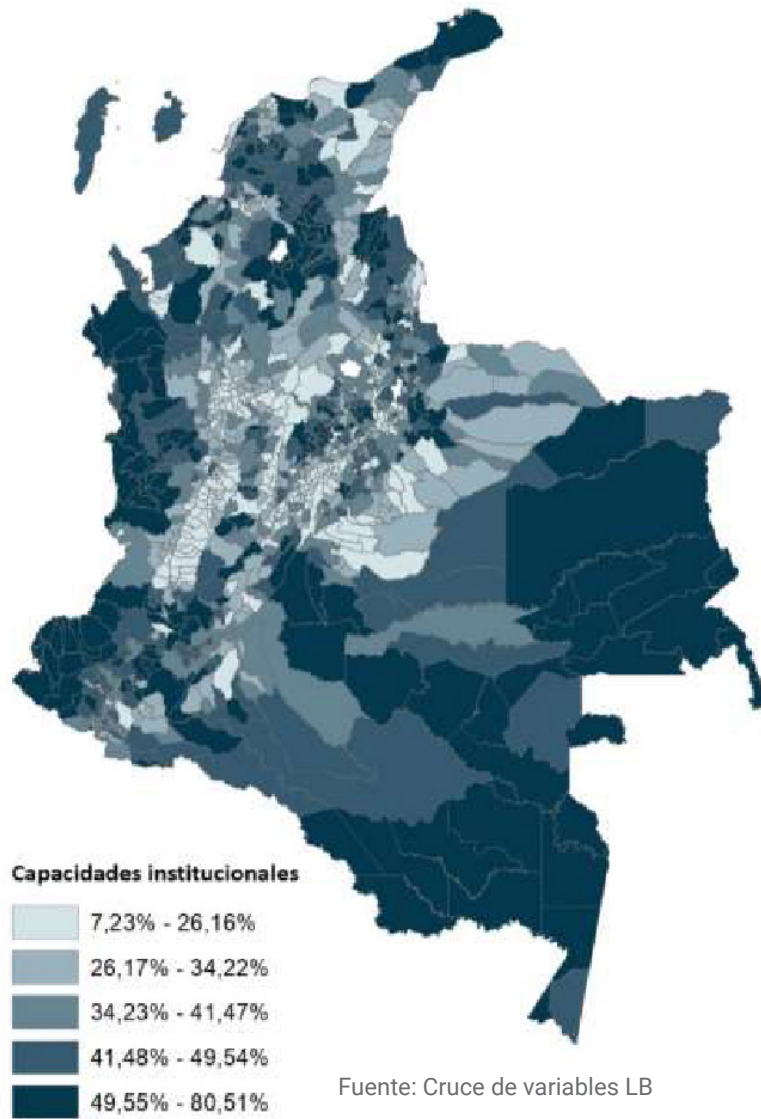 Capacidades institucionales
7,23% - 26,16%
26,17% - 34,22%
34,23% - 41,47%
41,48% - 49,54%
49,55% - 80,51%
Fuente: Cruce de variables LB